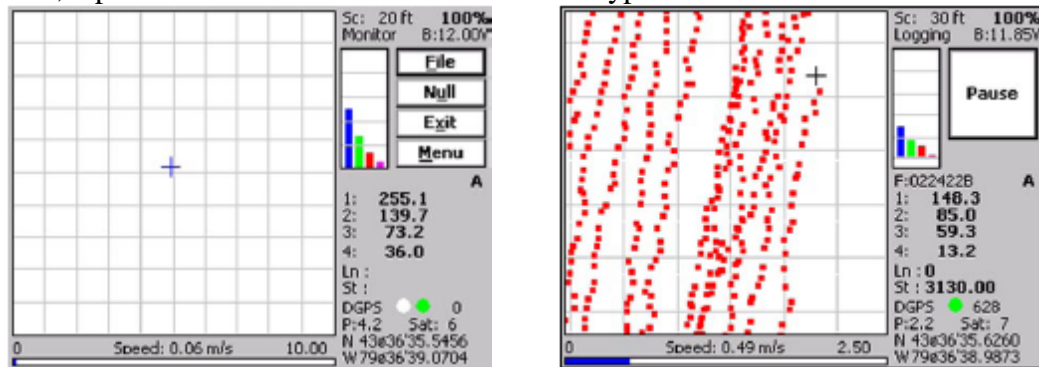 Sc: 20 ft 100%
Monitor B:12.00V
File
Null
Exit
Menu
A
1: 255.1
2: 139.7
3: 73.2
4: 36.0
Ln :
St :
DGPS 0
P:4.2 Sat: 6
N 43ø36'35.5456
W 79ø36'39.0704
0 Speed: 0.06 m/s 10.00
Sc: 30 ft 100%
Logging B:11.85V
Pause
F:022422B A
1: 148.3
2: 85.0
3: 59.3
4: 13.2
Ln : 0
St : 3130.00
DGPS 628
P:2.2 Sat: 7
N 43ø36'35.6260
W 79ø36'38.9873
0 Speed: 0.49 m/s 2.50